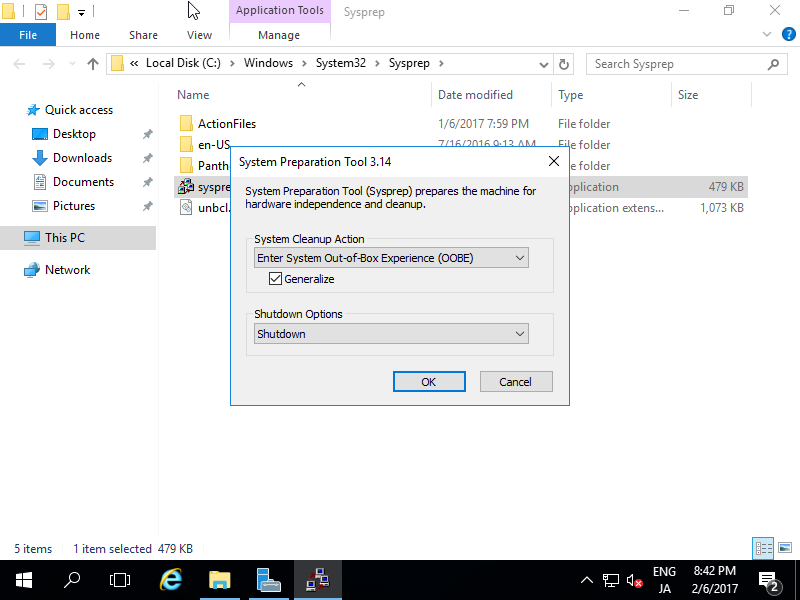 Application Tools
Sysprep
File
Home
Share
View
Manage
« Local Disk (C:) > Windows > System32 > Sysprep >
Search Sysprep
Name
Date modified
Type
Size
Quick access
Desktop
Downloads
Documents
Pictures
This PC
Network
ActionFiles 1/6/2017 7:59 PM File folder
en-US 7/16/2016 9:13 AM File folder
Panth
e folder
syspre
pplication 479 KB
unbcl.
pplication extens... 1,073 KB
System Preparation Tool 3.14
System Preparation Tool (Sysprep) prepares the machine for
hardware independence and cleanup.
System Cleanup Action
Enter System Out-of-Box Experience (OOBE)
Generalize
Shutdown Options
Shutdown
OK
Cancel
5 items
1 item selected 479 KB
ENG
JA
8:42 PM
2/6/2017
2